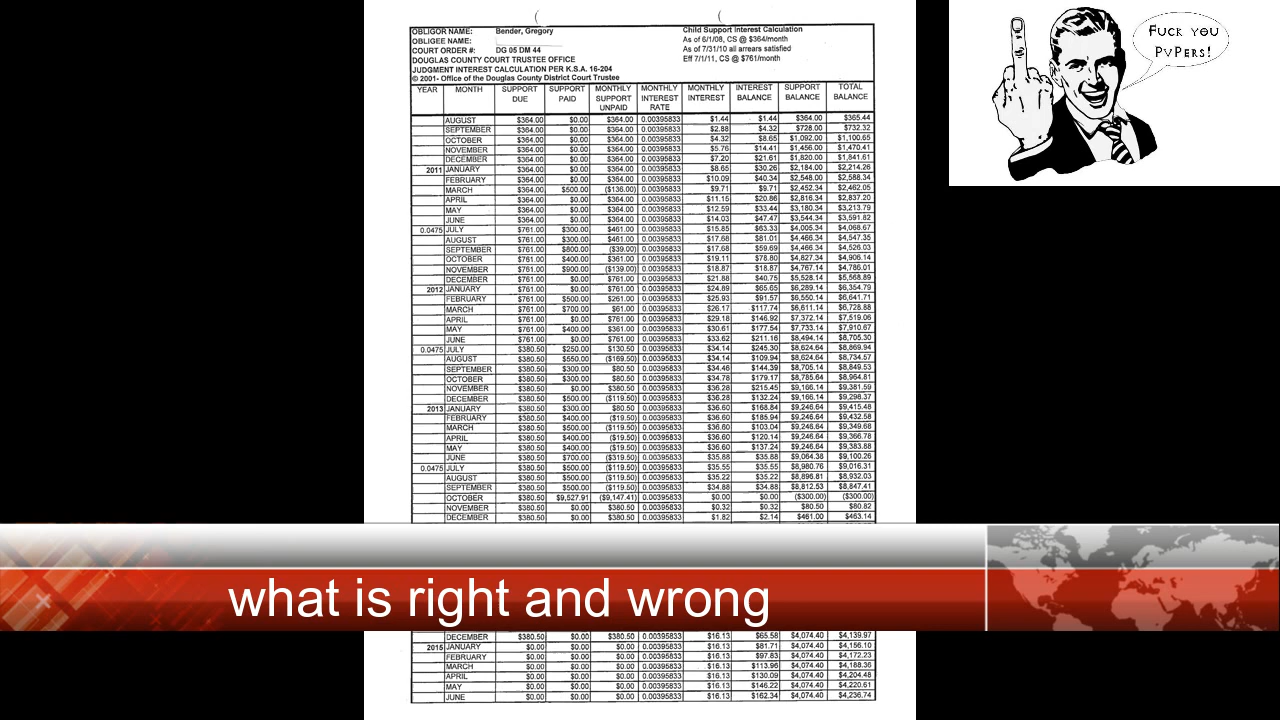 OBLIGOR NAME: Bender, Gregory Child Support Interest Calculation
OBLIGEE NAME: As of 6/1/08, CS @ $364/month
COURT ORDER #: DG 05 DM 44 As of 7/31/10 all arrears satisfied
DOUGLAS COUNTY COURT TRUSTEE OFFICE Eff 7/1/11, CS @ $761/month
JUDGMENT INTEREST CALCULATION PER K.S.A. 16-204
© 2001- Office of the Douglas County District Court Trustee
YEAR MONTH SUPPORT DUE SUPPORT PAID MONTHLY SUPPORT UNPAID MONTHLY INTEREST RATE MONTHLY INTEREST INTEREST BALANCE SUPPORT BALANCE TOTAL BALANCE
AUGUST $364.00 $0.00 $364.00 0.00395833 $1.44 $1.44 $364.00 $365.44
SEPTEMBER $364.00 $0.00 $364.00 0.00395833 $2.88 $4.32 $728.00 $732.32
OCTOBER $364.00 $0.00 $364.00 0.00395833 $4.32 $8.65 $1,092.00 $1,100.65
NOVEMBER $364.00 $0.00 $364.00 0.00395833 $5.76 $14.41 $1,456.00 $1,470.41
DECEMBER $364.00 $0.00 $364.00 0.00395833 $7.20 $21.61 $1,820.00 $1,841.61
2011 JANUARY $364.00 $0.00 $364.00 0.00395833 $8.65 $30.26 $2,184.00 $2,214.26
FEBRUARY $364.00 $0.00 $364.00 0.00395833 $10.09 $40.34 $2,548.00 $2,588.34
MARCH $364.00 $500.00 ($136.00) 0.00395833 $9.71 $9.71 $2,452.34 $2,462.05
APRIL $364.00 $0.00 $364.00 0.00395833 $11.15 $20.86 $2,816.34 $2,837.20
MAY $364.00 $0.00 $364.00 0.00395833 $12.59 $33.44 $3,180.34 $3,213.79
JUNE $364.00 $0.00 $364.00 0.00395833 $14.03 $47.47 $3,544.34 $3,591.82
0.0475 JULY $761.00 $300.00 $461.00 0.00395833 $15.85 $63.33 $4,005.34 $4,068.67
AUGUST $761.00 $300.00 $461.00 0.00395833 $17.68 $81.01 $4,466.34 $4,547.35
SEPTEMBER $761.00 $800.00 ($39.00) 0.00395833 $17.68 $59.69 $4,466.34 $4,526.03
OCTOBER $761.00 $400.00 $361.00 0.00395833 $19.11 $78.80 $4,827.34 $4,906.14
NOVEMBER $761.00 $900.00 ($139.00) 0.00395833 $18.87 $18.87 $4,767.14 $4,786.01
DECEMBER $761.00 $0.00 $761.00 0.00395833 $21.88 $40.75 $5,528.14 $5,568.89
2012 JANUARY $761.00 $0.00 $761.00 0.00395833 $24.89 $65.65 $6,289.14 $6,354.79
FEBRUARY $761.00 $500.00 $261.00 0.00395833 $25.93 $91.57 $6,550.14 $6,641.71
MARCH $761.00 $700.00 $61.00 0.00395833 $26.17 $117.74 $6,611.14 $6,728.88
APRIL $761.00 $0.00 $761.00 0.00395833 $29.18 $146.92 $7,372.14 $7,519.06
MAY $761.00 $400.00 $361.00 0.00395833 $30.61 $177.54 $7,733.14 $7,910.67
JUNE $761.00 $0.00 $761.00 0.00395833 $33.62 $211.16 $8,494.14 $8,705.30
0.0475 JULY $380.50 $250.00 $130.50 0.00395833 $34.14 $245.30 $8,624.64 $8,869.94
AUGUST $380.50 $550.00 ($169.50) 0.00395833 $34.14 $109.94 $8,624.64 $8,734.57
SEPTEMBER $380.50 $300.00 $80.50 0.00395833 $34.46 $144.39 $8,705.14 $8,849.53
OCTOBER $380.50 $300.00 $80.50 0.00395833 $34.78 $179.17 $8,785.64 $8,964.81
NOVEMBER $380.50 $0.00 $380.50 0.00395833 $36.28 $215.45 $9,166.14 $9,381.59
DECEMBER $380.50 $500.00 ($119.50) 0.00395833 $36.28 $132.24 $9,166.14 $9,298.37
2013 JANUARY $380.50 $300.00 $80.50 0.00395833 $36.60 $168.84 $9,246.64 $9,415.48
FEBRUARY $380.50 $400.00 ($19.50) 0.00395833 $36.60 $185.94 $9,246.64 $9,432.58
MARCH $380.50 $500.00 ($119.50) 0.00395833 $36.60 $103.04 $9,246.64 $9,349.68
APRIL $380.50 $400.00 ($19.50) 0.00395833 $36.60 $120.14 $9,246.64 $9,366.78
MAY $380.50 $400.00 ($19.50) 0.00395833 $36.60 $137.24 $9,246.64 $9,383.88
JUNE $380.50 $700.00 ($319.50) 0.00395833 $35.88 $35.88 $9,064.38 $9,100.26
0.0475 JULY $380.50 $500.00 ($119.50) 0.00395833 $35.55 $35.55 $8,980.76 $9,016.31
AUGUST $380.50 $500.00 ($119.50) 0.00395833 $35.22 $35.22 $8,896.81 $8,932.03
SEPTEMBER $380.50 $500.00 ($119.50) 0.00395833 $34.88 $34.88 $8,812.53 $8,847.41
OCTOBER $380.50 $9,527.91 ($9,147.41) 0.00395833 $0.00 $0.00 ($300.00) ($300.00)
NOVEMBER $380.50 $0.00 $380.50 0.00395833 $0.32 $0.32 $80.50 $80.82
DECEMBER $380.50 $0.00 $380.50 0.00395833 $1.82 $2.14 $461.00 $463.14
DECEMBER $380.50 $0.00 $380.50 0.00395833 $16.13 $65.58 $4,074.40 $4,139.97
2015 JANUARY $0.00 $0.00 $0.00 0.00395833 $16.13 $81.71 $4,074.40 $4,156.10
FEBRUARY $0.00 $0.00 $0.00 0.00395833 $16.13 $97.83 $4,074.40 $4,172.23
MARCH $0.00 $0.00 $0.00 0.00395833 $16.13 $113.96 $4,074.40 $4,188.36
APRIL $0.00 $0.00 $0.00 0.00395833 $16.13 $130.09 $4,074.40 $4,204.48
MAY $0.00 $0.00 $0.00 0.00395833 $16.13 $146.22 $4,074.40 $4,220.61
JUNE $0.00 $0.00 $0.00 0.00395833 $16.13 $162.34 $4,074.40 $4,236.74
FUCK YOU
PVPERS!
what is right and wrong